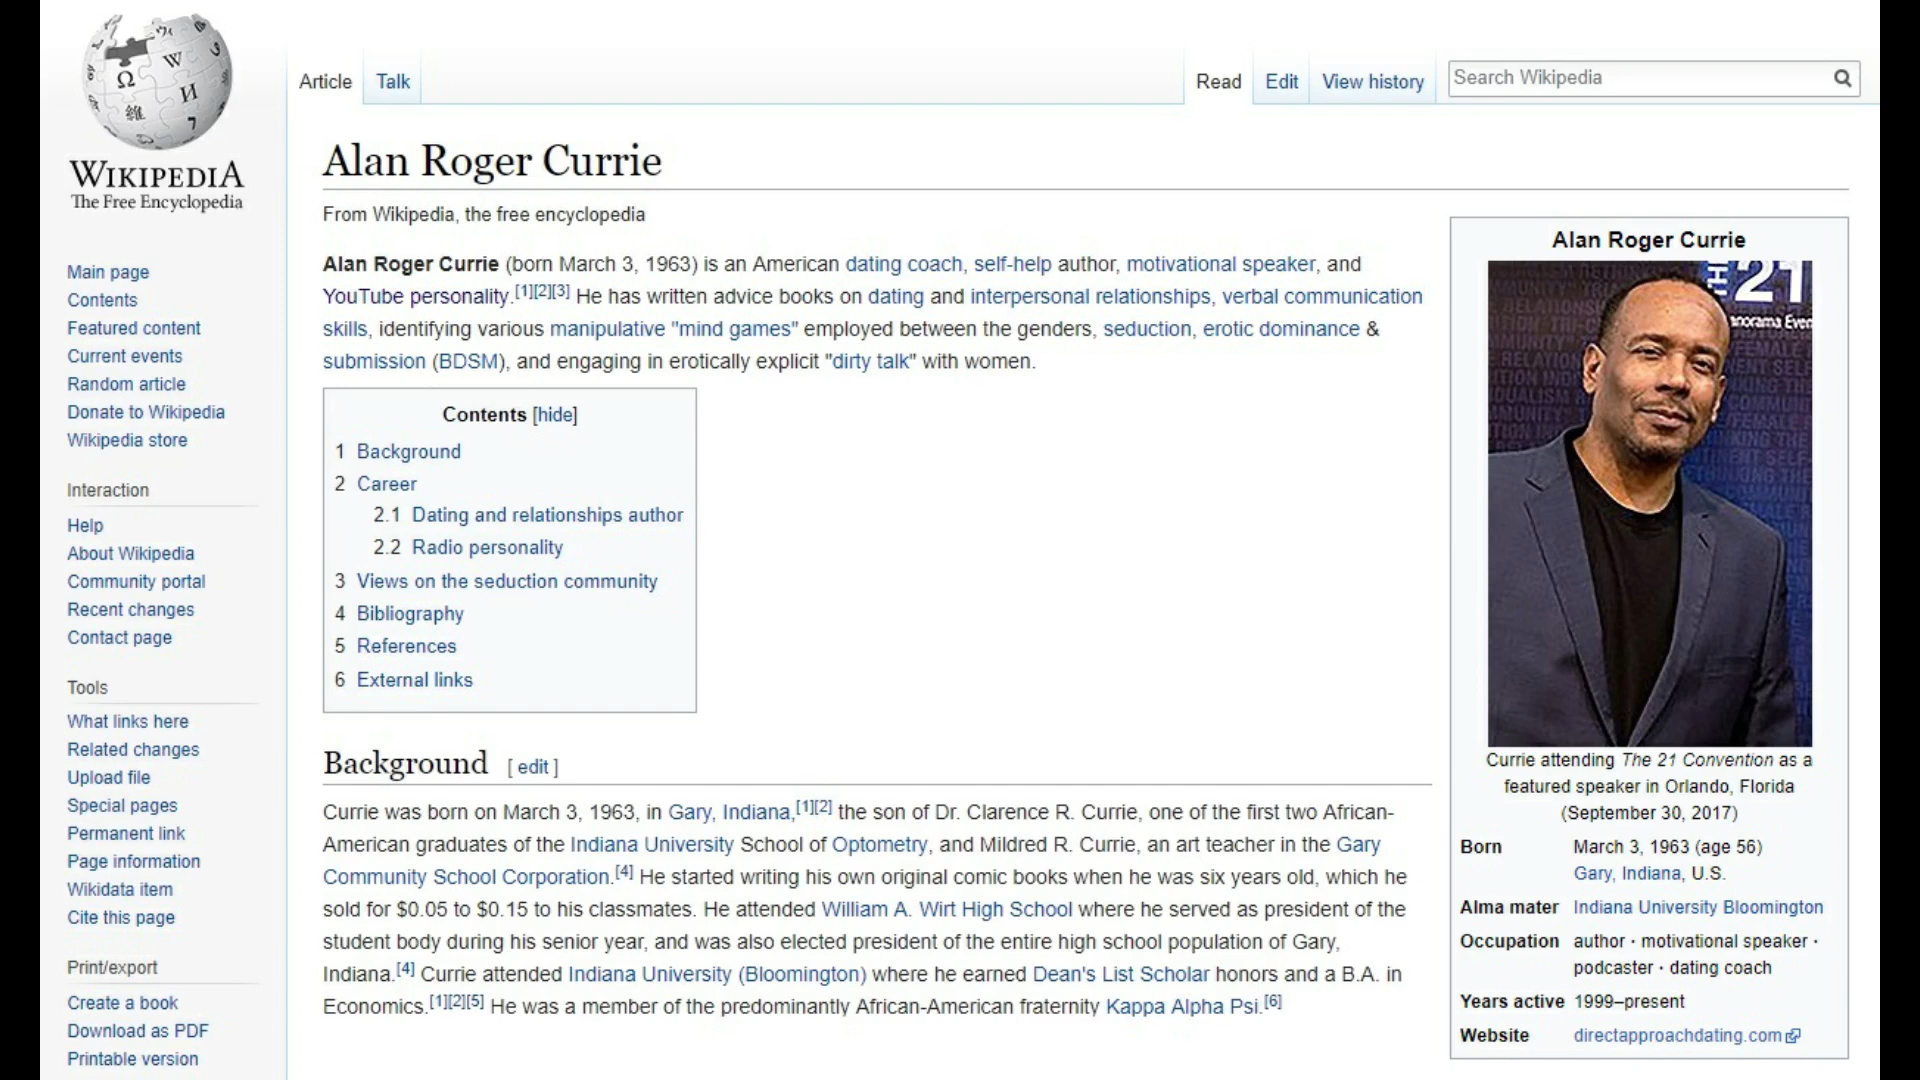 Article
Talk
Read
Edit
View history
Search Wikipedia
WIKIPEDIA
The Free Encyclopedia
Main page
Contents
Featured content
Current events
Random article
Donate to Wikipedia
Wikipedia store
Interaction
Help
About Wikipedia
Community portal
Recent changes
Contact page
Tools
What links here
Related changes
Upload file
Special pages
Permanent link
Page information
Wikidata item
Cite this page
Print/export
Create a book
Download as PDF
Printable version
Alan Roger Currie
From Wikipedia, the free encyclopedia
Alan Roger Currie (born March 3, 1963) is an American dating coach, self-help author, motivational speaker, and
YouTube personality.[1][2][3] He has written advice books on dating and interpersonal relationships, verbal communication
skills, identifying various manipulative "mind games" employed between the genders, seduction, erotic dominance &
submission (BDSM), and engaging in erotically explicit "dirty talk" with women.
Contents [hide]
1 Background
2 Career
2.1 Dating and relationships author
2.2 Radio personality
3 Views on the seduction community
4 Bibliography
5 References
6 External links
Background [ edit ]
Currie was born on March 3, 1963, in Gary, Indiana,[1][2] the son of Dr. Clarence R. Currie, one of the first two African-
American graduates of the Indiana University School of Optometry, and Mildred R. Currie, an art teacher in the Gary
Community School Corporation.[4] He started writing his own original comic books when he was six years old, which he
sold for $0.05 to $0.15 to his classmates. He attended William A. Wirt High School where he served as president of the
student body during his senior year, and was also elected president of the entire high school population of Gary,
Indiana.[4] Currie attended Indiana University (Bloomington) where he earned Dean's List Scholar honors and a B.A. in
Economics.[1][2][5] He was a member of the predominantly African-American fraternity Kappa Alpha Psi.[6]
Alan Roger Currie
21
Currie attending The 21 Convention as a
featured speaker in Orlando, Florida
(September 30, 2017)
Born March 3, 1963 (age 56)
Gary, Indiana, U.S.
Alma mater Indiana University Bloomington
Occupation author · motivational speaker ·
podcaster · dating coach
Years active 1999–present
Website directapproachdating.com